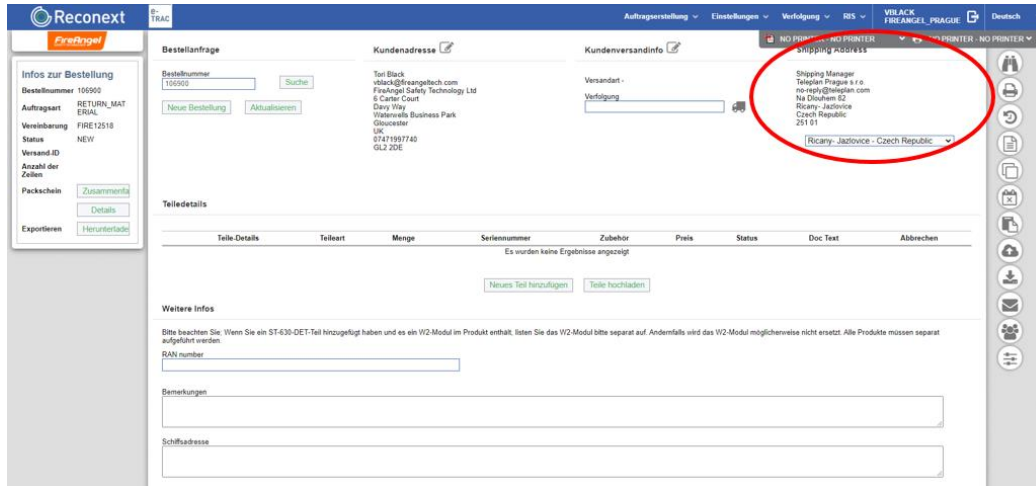 Reconext
e-TRAC
Auftragserstellung Einstellungen Verfolgung RIS VBLACK FIREANGEL_PRAGUE Deutsch
NO PRINTER - NO PRINTER NO PRINTER - NO PRINTER
FireAngel
Infos zur Bestellung
Bestellnummer 106900
Auftragsart RETURN_MATERIAL
Vereinbarung FIRE12518
Status NEW
Versand-ID
Anzahl der Zeilen
Packschein Zusammenfa
Details
Exportieren Herunterlade
Bestellanfrage
Bestellnummer
106900
Suche
Neue Bestellung Aktualisieren
Kundenadresse
Tori Black
vblack@fireangeltech.com
FireAngel Safety Technology Ltd
6 Carter Court
Davy Way
Waterwells Business Park
Gloucester
UK
07471997740
GL2 2DE
Kundenversandinfo
Versandart -
Verfolgung
Shipping Address
Shipping Manager
Teleplan Prague s.r.o.
no-reply@teleplan.com
Na Dlouhem 82
Ricany- Jazlovice
Czech Republic
251 01
Ricany- Jazlovice - Czech Republic
Teiledetails
Teile-Details Teileart Menge Seriennummer Zubehör Preis Status Doc Text Abbrechen
Es wurden keine Ergebnisse angezeigt
Neues Teil hinzufügen Teile hochladen
Weitere Infos
Bitte beachten Sie: Wenn Sie ein ST-630-DET-Teil hinzugefügt haben und es ein W2-Modul im Produkt enthält, listen Sie das W2-Modul bitte separat auf. Andernfalls wird das W2-Modul möglicherweise nicht ersetzt. Alle Produkte müssen separat
aufgeführt werden.
RAN number
Bemerkungen
Schiffsadresse